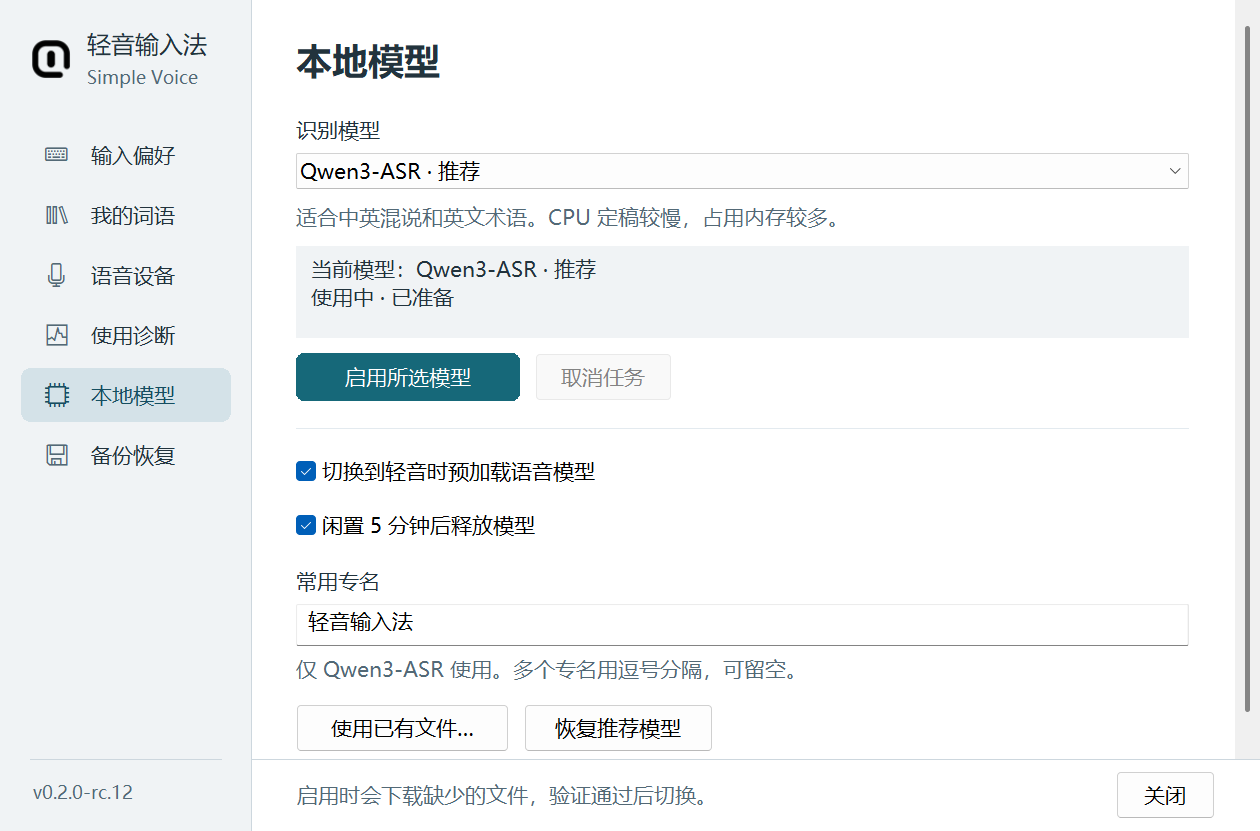 轻音输入法
Simple Voice
输入偏好
我的词语
语音设备
使用诊断
本地模型
备份恢复
v0.2.0-rc.12
本地模型
识别模型
Qwen3-ASR · 推荐
适合中英混说和英文术语。CPU 定稿较慢，占用内存较多。
当前模型：Qwen3-ASR · 推荐
使用中 · 已准备
启用所选模型
取消任务
切换到轻音时预加载语音模型
闲置 5 分钟后释放模型
常用专名
轻音输入法
仅 Qwen3-ASR 使用。多个专名用逗号分隔，可留空。
使用已有文件...
恢复推荐模型
启用时会下载缺少的文件，验证通过后切换。
关闭